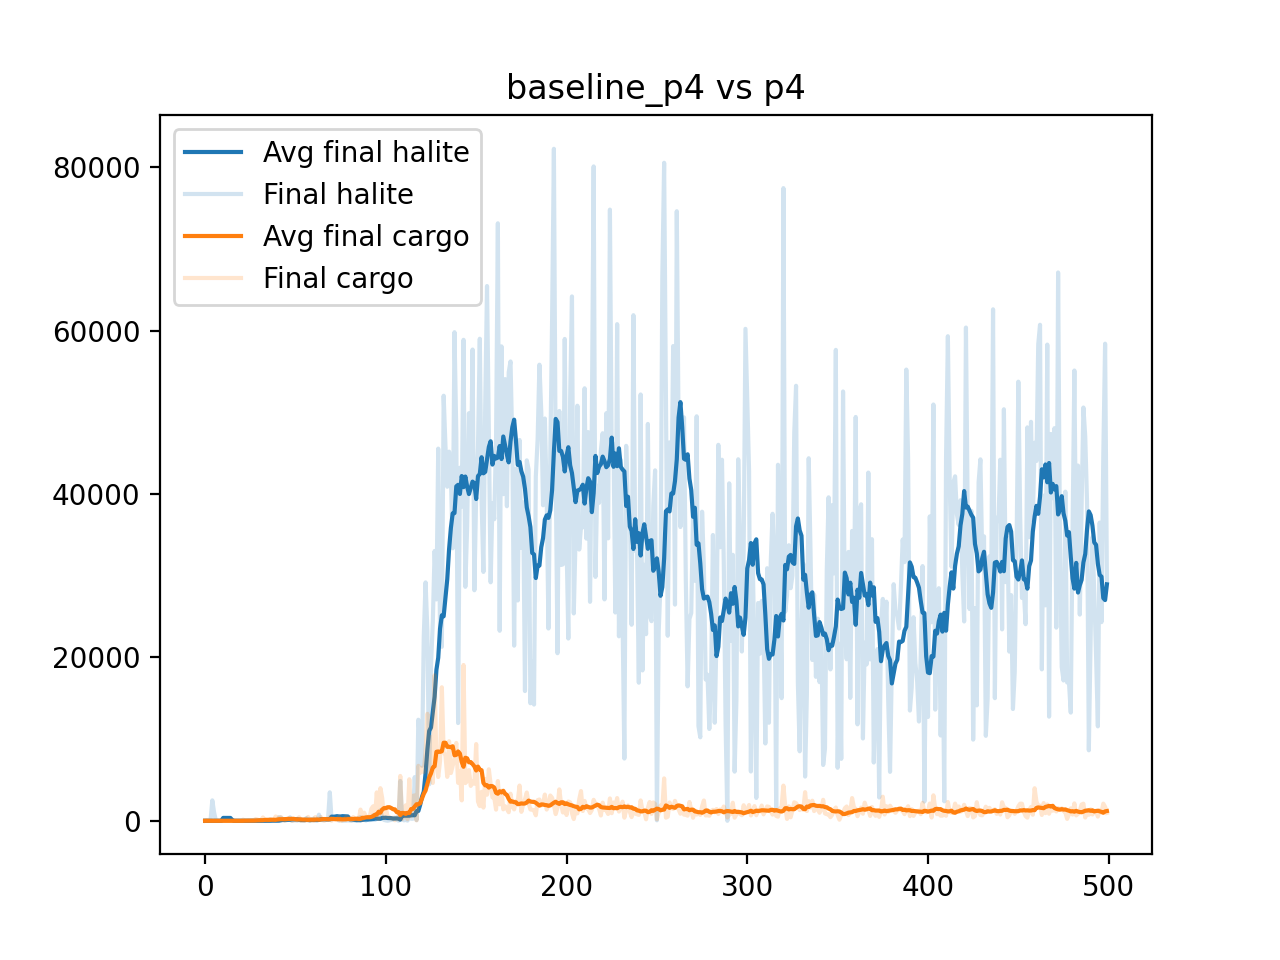 baseline_p4 vs p4
Avg final halite
Final halite
Avg final cargo
Final cargo
80000
60000
40000
20000
0
0 100 200 300 400 500